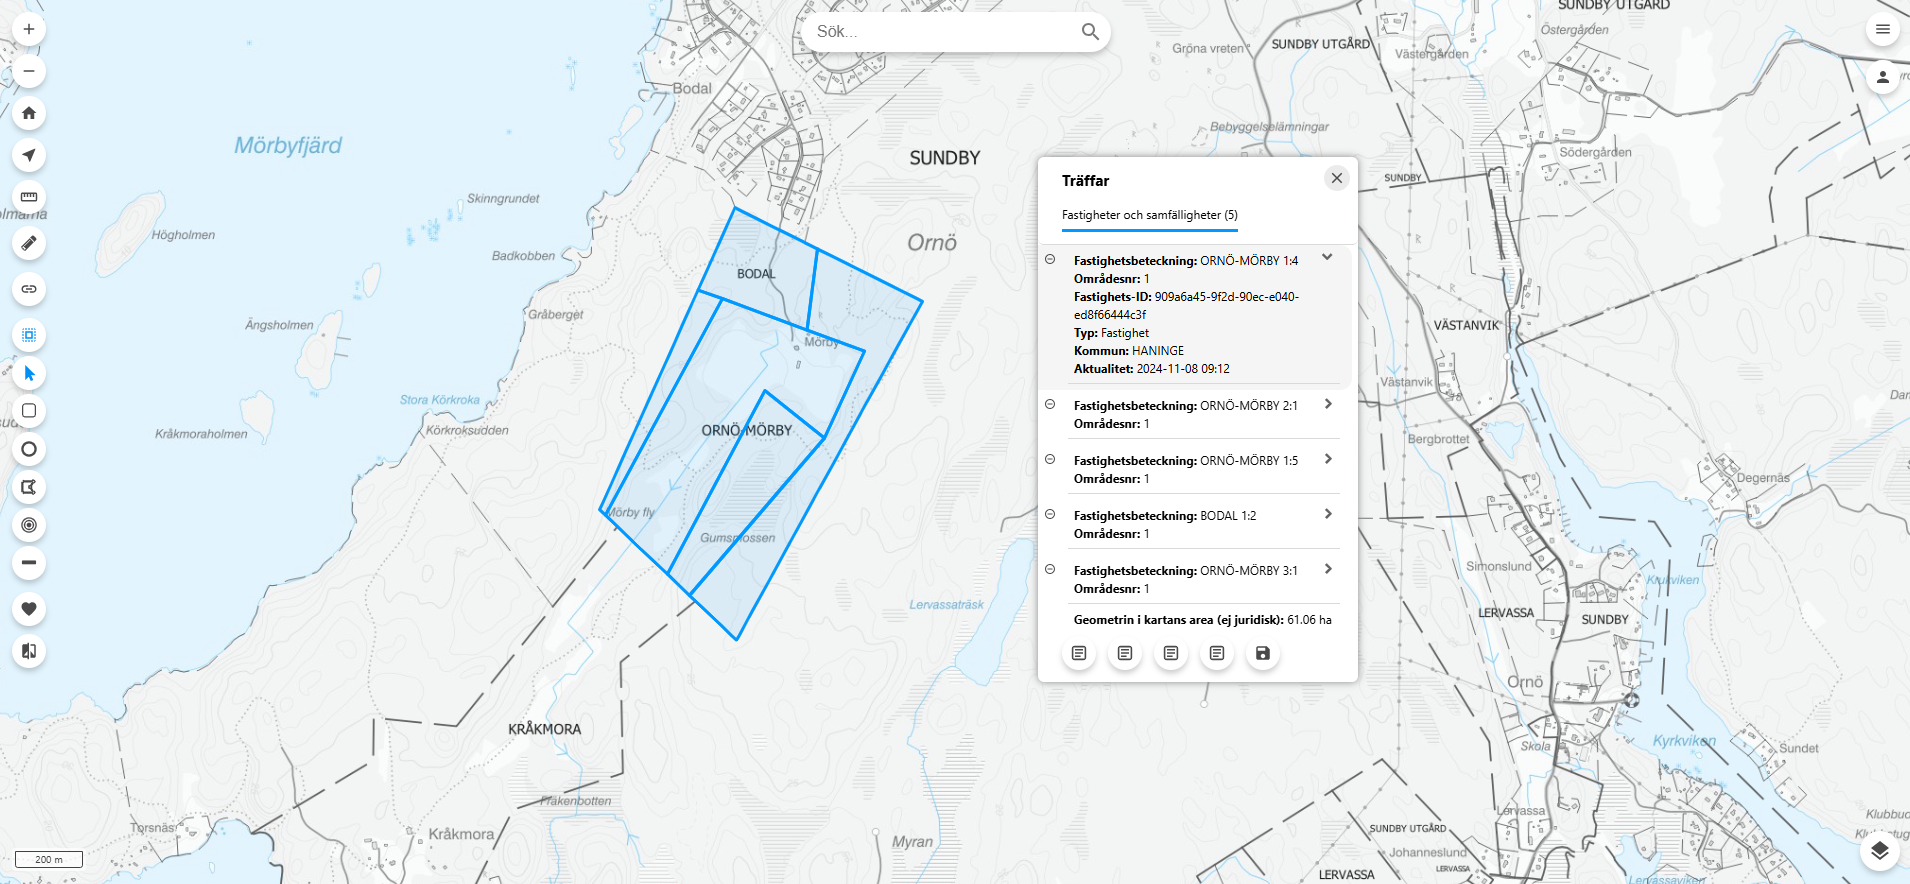 Sök...
SUNDBY UTGÅRD
Östergården
Gröna vreten
SUNDBY UTGÅRD
Västergården
Bodal
Mörbyfjärd
Bebyggelselämningar
SUNDBY
Södergården
SUNDBY
Skinngrundet
Högholmen
Badkobben
Ornö
BODAL
Gråberget
Ängsholmen
VÄSTANVIK
Mörby
Västanvik
Stora Körkroka
Körkroksudden
Kråkmoraholmen
ORNÖ-MÖRBY
Bergbrottet
Degernäs
Mörby fly
Gumsmossen
Simonslund
Krukviken
Lervassaträsk
LERVASSA
SUNDBY
Ornö
KRÅKMORA
Skola
Kyrkviken
Sundet
Fräkenbotten
Lervassa
Torsnäs
Kråkmora
Myran
SUNDBY UTGÅRD
Johanneslund
LERVASSA
LERVASSA
Lervassaviken
200 m
Träffar
Fastigheter och samfälligheter (5)
Fastighetsbeteckning: ORNÖ-MÖRBY 1:4
Områdesnr: 1
Fastighets-ID: 909a6a45-9f2d-90ec-e040-
ed8f66444c3f
Typ: Fastighet
Kommun: HANINGE
Aktualitet: 2024-11-08 09:12
Fastighetsbeteckning: ORNÖ-MÖRBY 2:1
Områdesnr: 1
Fastighetsbeteckning: ORNÖ-MÖRBY 1:5
Områdesnr: 1
Fastighetsbeteckning: BODAL 1:2
Områdesnr: 1
Fastighetsbeteckning: ORNÖ-MÖRBY 3:1
Områdesnr: 1
Geometrin i kartans area (ej juridisk): 61.06 ha